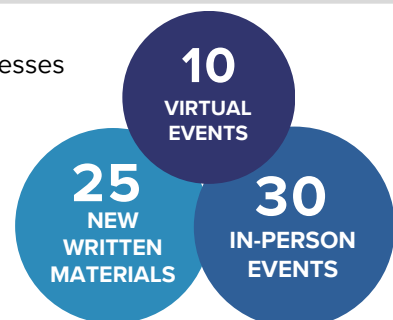 10
VIRTUAL
EVENTS
25
NEW
WRITTEN
MATERIALS
30
IN-PERSON
EVENTS